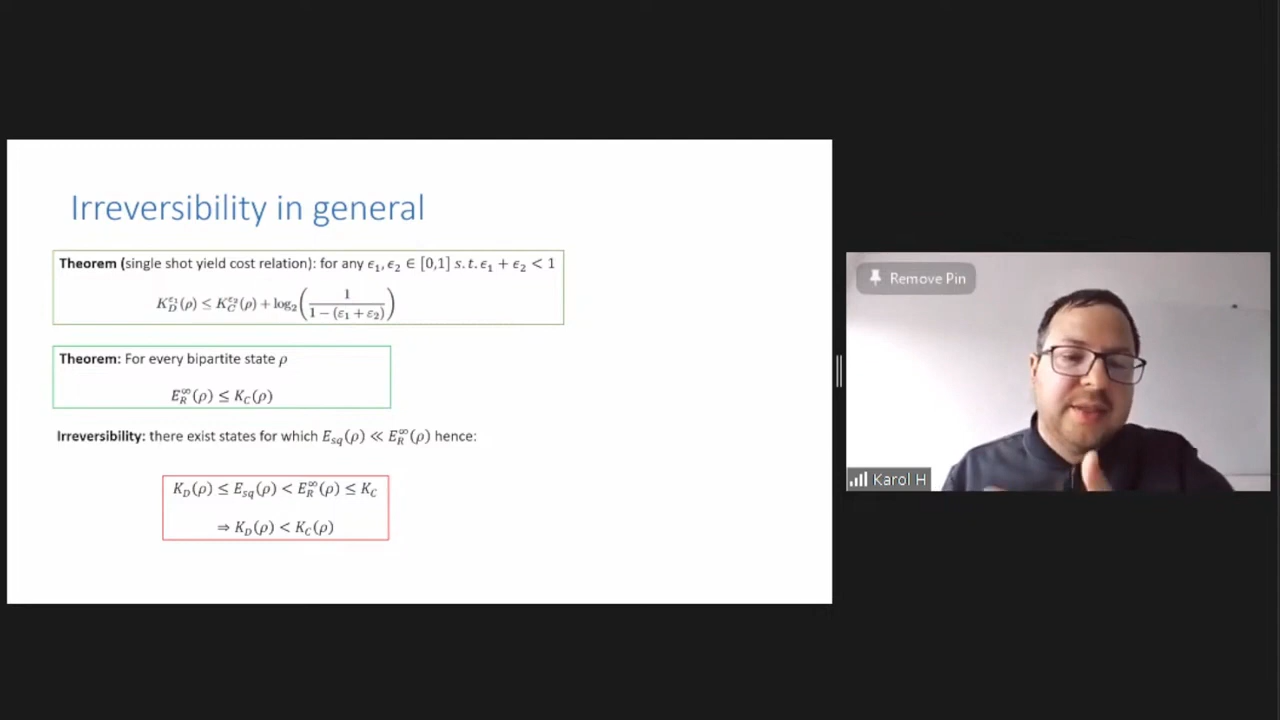 Irreversibility in general
Theorem (single shot yield cost relation): for any ϵ₁, ϵ₂ ∈ [0,1] s.t. ϵ₁ + ϵ₂ < 1
K_D^{ε₁}(ρ) ≤ K_C^{ε₂}(ρ) + log₂(1 / (1 − (ε₁ + ε₂)))
Theorem: For every bipartite state ρ
E_R^∞(ρ) ≤ K_C(ρ)
Irreversibility: there exist states for which E_sq(ρ) ≪ E_R^∞(ρ) hence:
K_D(ρ) ≤ E_sq(ρ) < E_R^∞(ρ) ≤ K_C
⇒ K_D(ρ) < K_C(ρ)
Remove Pin
Karol H